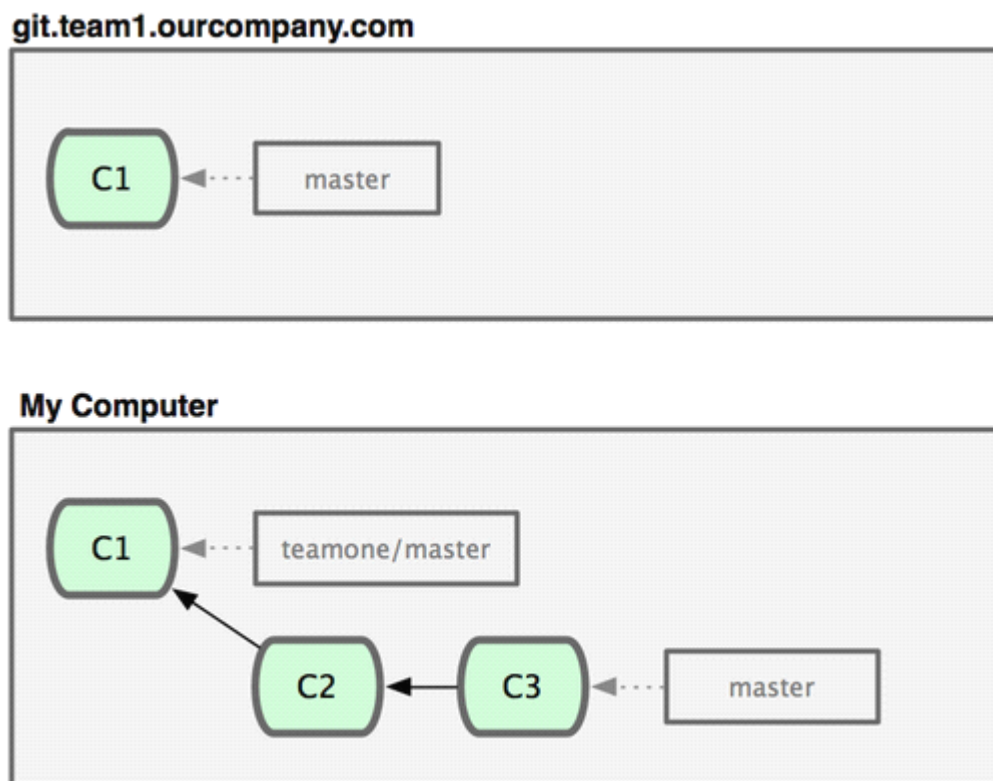 git.team1.ourcompany.com
C1
master
My Computer
C1
teamone/master
C2
C3
master